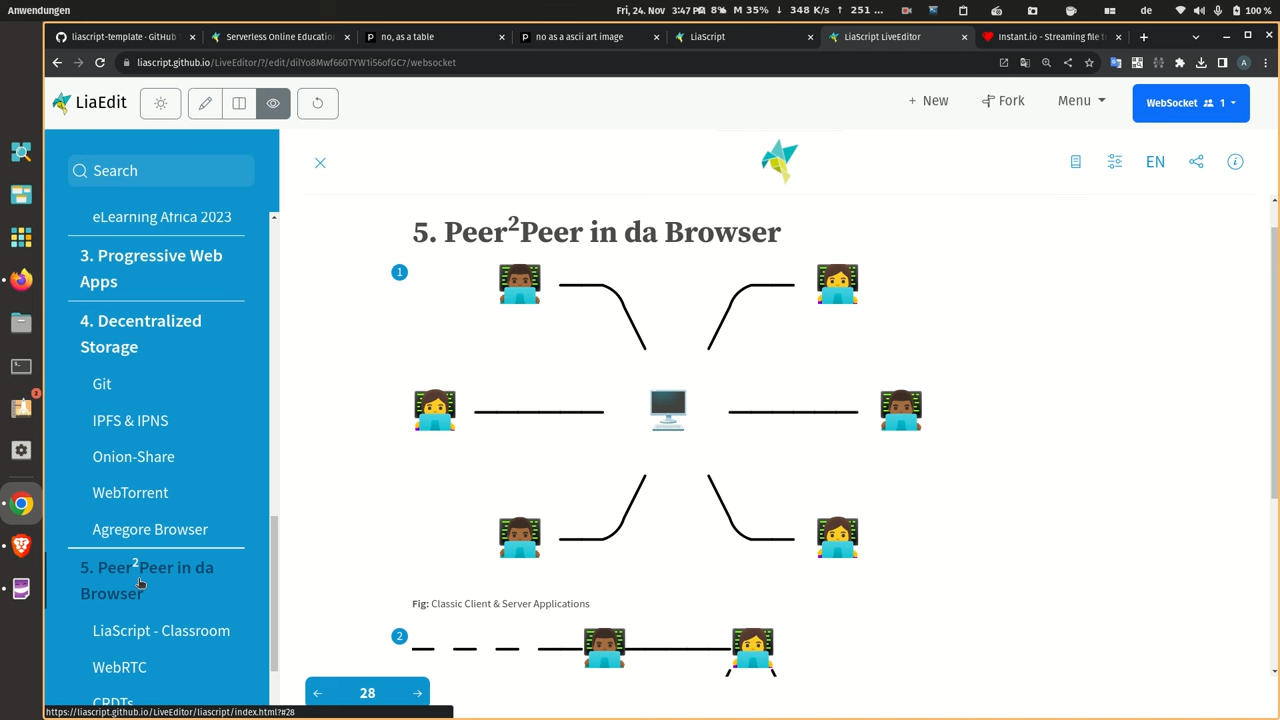 Anwendungen
Fri, 24. Nov 3:47 PM 8% M 35% ↓ 348 K/s ↑ 251 ... de 100 %
liascript-template · GitHub
Serverless Online Educatio
no, as a table
no as a ascii art image
LiaScript
LiaScript LiveEditor
Instant.io - Streaming file t
liascript.github.io/LiveEditor/?/edit/diIYo8Mwf660TYW1i56ofGC7/websocket
A
LiaEdit
+ New
Fork
Menu
WebSocket 1
Search
EN
eLearning Africa 2023
3. Progressive Web
Apps
4. Decentralized
Storage
Git
IPFS & IPNS
Onion-Share
WebTorrent
Agregore Browser
5. Peer²Peer in da
Browser
LiaScript - Classroom
WebRTC
CRDTs
5. Peer²Peer in da Browser
1
Fig: Classic Client & Server Applications
2
← 28 →
https://liascript.github.io/LiveEditor/liascript/index.html?#28